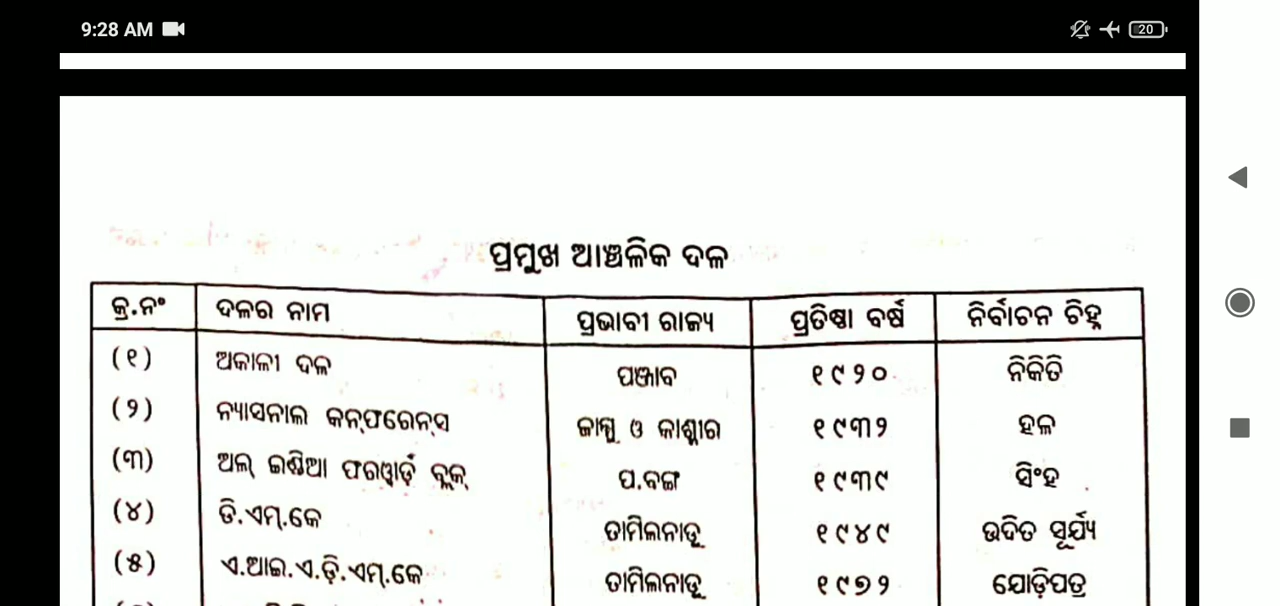 9:28 AM
20
ପ୍ରମୁଖ ଆଞ୍ଚଳିକ ଦଳ
କ୍ର.ନଂ ଦଳର ନାମ ପ୍ରଭାବୀ ରାଜ୍ୟ ପ୍ରତିଷ୍ଠା ବର୍ଷ ନିର୍ବାଚନ ଚିହ୍ନ
(୧) ଅକାଳୀ ଦଳ ପଞ୍ଜାବ ୧୯୨୦ ନିକିତି
(୨) ନ୍ୟାସନାଲ କନ୍‌ଫରେନ୍‌ସ ଜାମ୍ମୁ ଓ କାଶ୍ମୀର ୧୯୩୨ ହଳ
(୩) ଅଲ୍ ଇଣ୍ଡିଆ ଫରଓ୍ବାର୍ଡ଼ ବ୍ଲକ୍ ପ.ବଙ୍ଗ ୧୯୩୯ ସିଂହ
(୪) ଡି.ଏମ୍.କେ ତାମିଲନାଡୁ ୧୯୪୯ ଉଦିତ ସୂର୍ଯ୍ୟ
(୫) ଏ.ଆଇ.ଏ.ଡ଼ି.ଏମ୍.କେ ତାମିଲନାଡୁ ୧୯୭୨ ଯୋଡ଼ିପତ୍ର